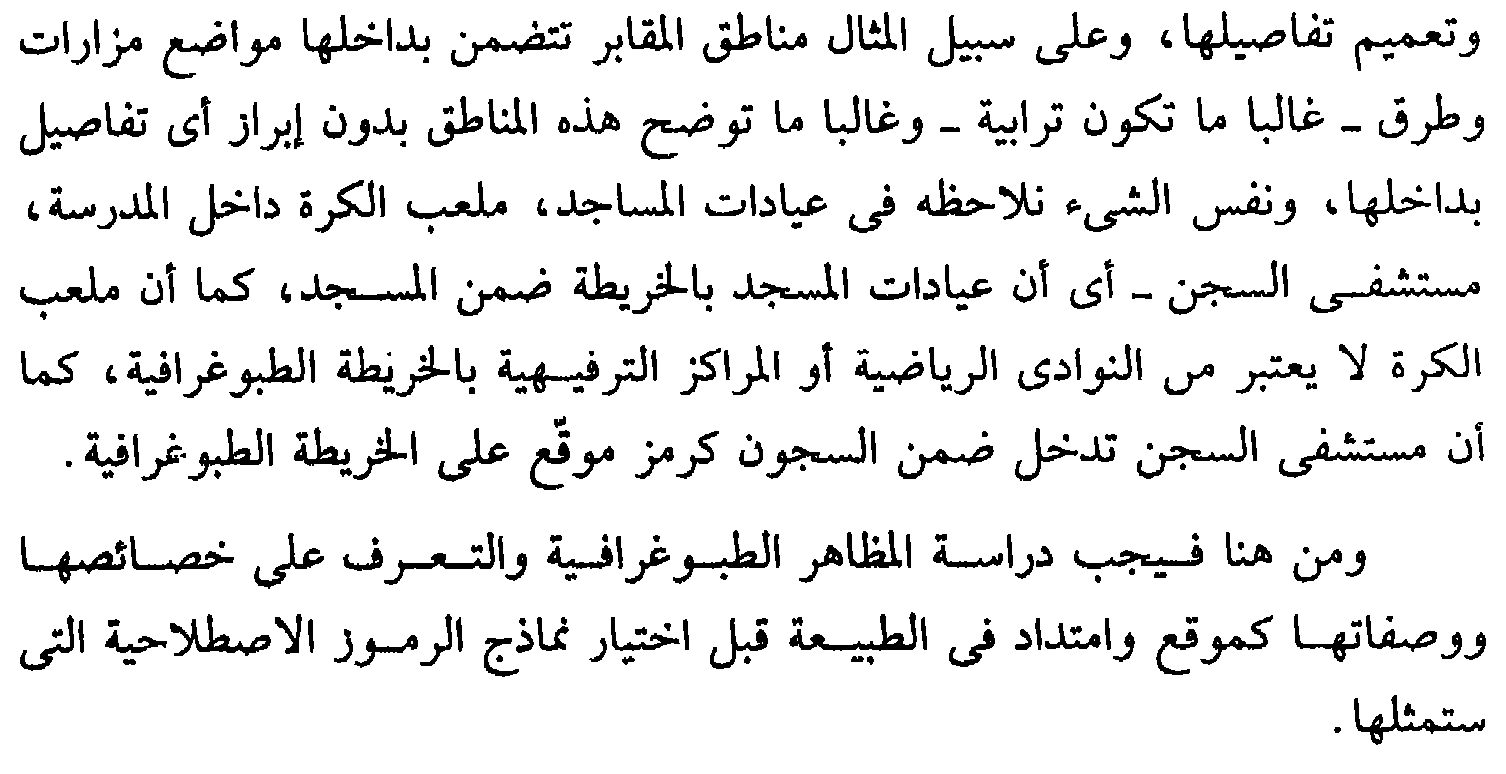 وتعميم تفاصيلها، وعلى سبيل المثال مناطق المقابر تتضمن بداخلها مواضع مزارات
وطرق - غالبا ما تكون ترابية - وغالبا ما توضح هذه المناطق بدون إبراز أى تفاصيل
بداخلها، ونفس الشىء نلاحظه فى عيادات المساجد، ملعب الكرة داخل المدرسة،
مستشفى السجن - أى أن عيادات المسجد بالخريطة ضمن المسجد، كما أن ملعب
الكرة لا يعتبر من النوادى الرياضية أو المراكز الترفيهية بالخريطة الطبوغرافية، كما
أن مستشفى السجن تدخل ضمن السجون كرمز موقّع على الخريطة الطبوغرافية.
ومن هنا فيجب دراسة المظاهر الطبوغرافية والتعرف على خصائصها
ووصفاتها كموقع وامتداد فى الطبيعة قبل اختيار نماذج الرموز الاصطلاحية التى
ستمثلها.